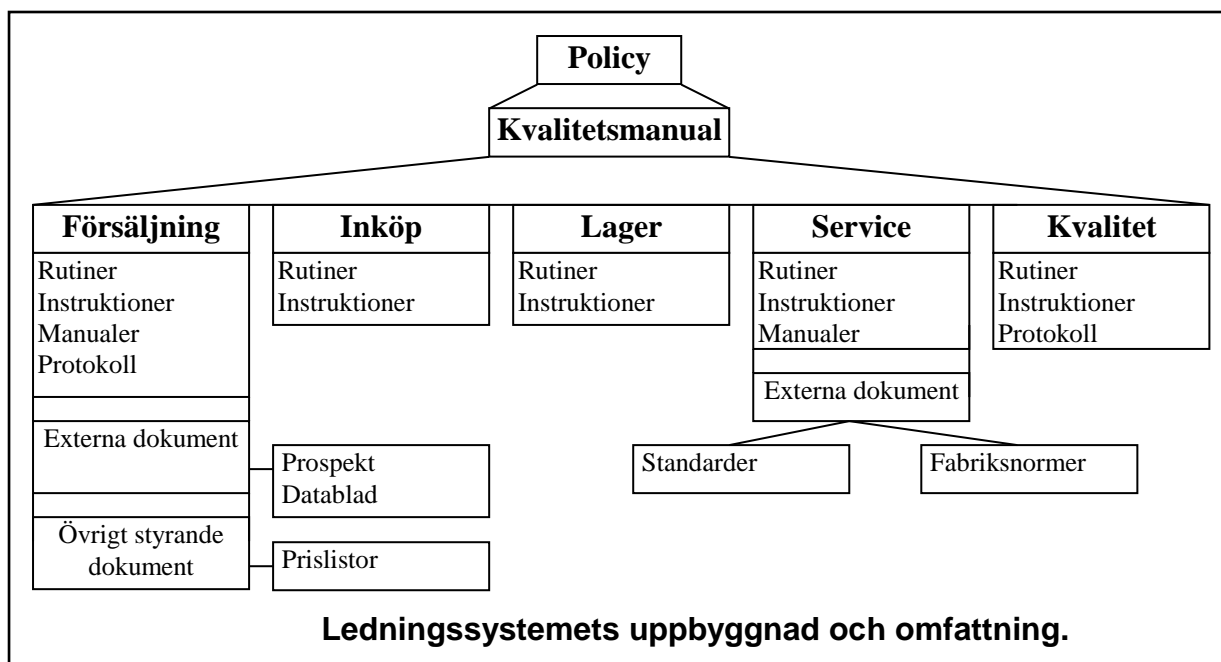 Policy
Kvalitetsmanual
Försäljning
Rutiner
Instruktioner
Manualer
Protokoll
Externa dokument
Prospekt
Datablad
Övrigt styrande
dokument
Prislistor
Inköp
Rutiner
Instruktioner
Lager
Rutiner
Instruktioner
Service
Rutiner
Instruktioner
Manualer
Externa dokument
Standarder
Fabriksnormer
Kvalitet
Rutiner
Instruktioner
Protokoll
Ledningssystemets uppbyggnad och omfattning.